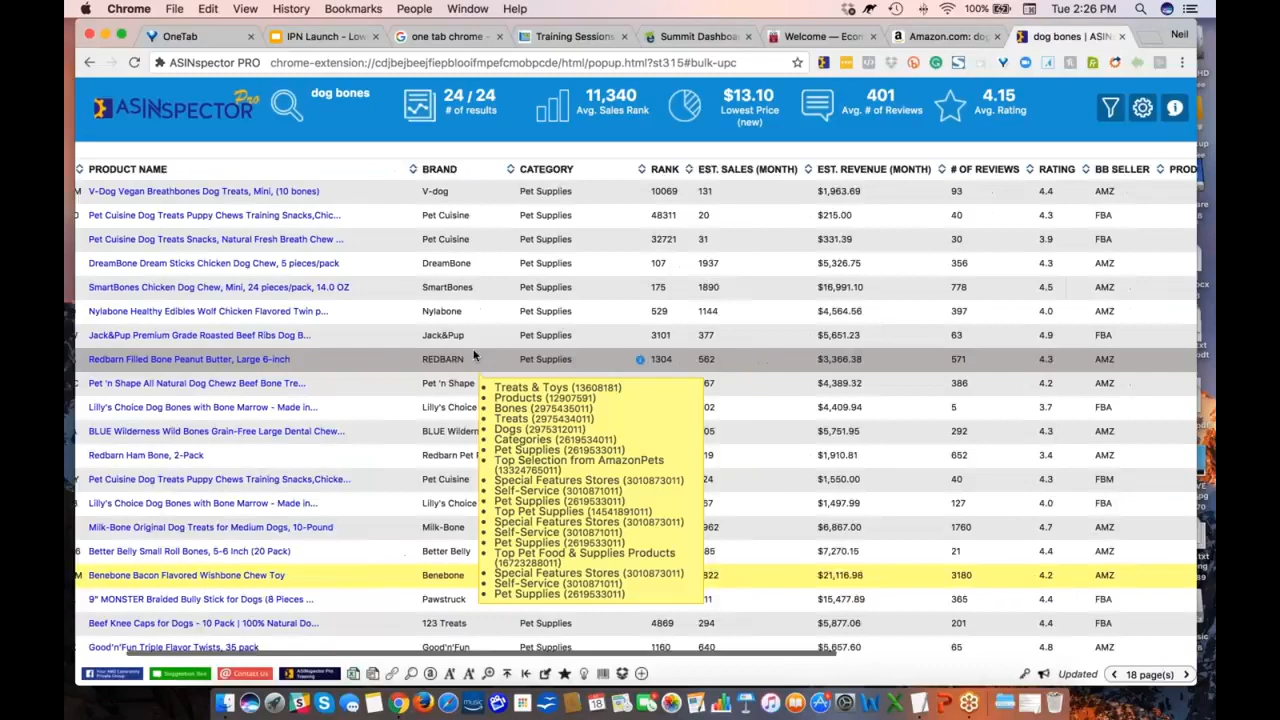 Chrome File Edit View History Bookmarks People Window Help 100% Tue 2:26 PM
OneTab IPN Launch - Low Google one tab chrome - Training Sessions Summit Dashboa Welcome — Econ Amazon.com: do dog bones | ASIN Neil
ASINspector PRO chrome-extension://cdjbejbeejfiepblooifmpefcmobpcde/html/popup.html?st315#bulk-upc
ASINSPECTOR Pro dog bones 24 / 24 # of results 11,340 Avg. Sales Rank $13.10 Lowest Price (new) 401 Avg. # of Reviews 4.15 Avg. Rating
PRODUCT NAME BRAND CATEGORY RANK EST. SALES (MONTH) EST. REVENUE (MONTH) # OF REVIEWS RATING BB SELLER PROD
V-Dog Vegan Breathbones Dog Treats, Mini, (10 bones) V-dog Pet Supplies 10069 131 $1,963.69 93 4.4 AMZ
Pet Cuisine Dog Treats Puppy Chews Training Snacks,Chic... Pet Cuisine Pet Supplies 48311 20 $215.00 40 4.3 FBA
Pet Cuisine Dog Treats Snacks, Natural Fresh Breath Chew ... Pet Cuisine Pet Supplies 32721 31 $331.39 30 3.9 FBA
DreamBone Dream Sticks Chicken Dog Chew, 5 pieces/pack DreamBone Pet Supplies 107 1937 $5,326.75 356 4.3 AMZ
SmartBones Chicken Dog Chew, Mini, 24 pieces/pack, 14.0 OZ SmartBones Pet Supplies 175 1890 $16,991.10 778 4.5 AMZ
Nylabone Healthy Edibles Wolf Chicken Flavored Twin p... Nylabone Pet Supplies 529 1144 $4,564.56 397 4.0 AMZ
Jack&Pup Premium Grade Roasted Beef Ribs Dog B... Jack&Pup Pet Supplies 3101 377 $5,651.23 63 4.9 FBA
Redbarn Filled Bone Peanut Butter, Large 6-inch REDBARN Pet Supplies 1304 562 $3,366.38 571 4.3 AMZ
Pet 'n Shape All Natural Dog Chewz Beef Bone Tre... Pet 'n Shape 67 $4,389.32 386 4.2 AMZ
Lilly's Choice Dog Bones with Bone Marrow - Made in... Lilly's Choice 02 $4,409.94 5 3.7 FBA
BLUE Wilderness Wild Bones Grain-Free Large Dental Chew... BLUE Wildern 05 $5,751.95 292 4.3 AMZ
Redbarn Ham Bone, 2-Pack Redbarn Pet 19 $1,910.81 652 3.4 AMZ
Pet Cuisine Dog Treats Puppy Chews Training Snacks,Chicke... Pet Cuisine 24 $1,550.00 40 4.3 FBM
Lilly's Choice Dog Bones with Bone Marrow - Made in... Lilly's Choice $1,497.99 127 4.0 FBA
Milk-Bone Original Dog Treats for Medium Dogs, 10-Pound Milk-Bone 962 $6,867.00 1760 4.7 AMZ
Better Belly Small Roll Bones, 5-6 Inch (20 Pack) Better Belly 85 $7,270.15 21 4.4 AMZ
Benebone Bacon Flavored Wishbone Chew Toy Benebone 822 $21,116.98 3180 4.2 AMZ
9" MONSTER Braided Bully Stick for Dogs (8 Pieces ... Pawstruck 11 $15,477.89 365 4.4 FBA
Beef Knee Caps for Dogs - 10 Pack | 100% Natural Do... 123 Treats Pet Supplies 4869 294 $5,877.06 201 4.4 FBA
Good'n'Fun Triple Flavor Twists, 35 pack Good'n'Fun Pet Supplies 1160 640 $5,657.60 65 4.8 AMZ
Treats & Toys (13608181)
Products (12907591)
Bones (2975435011)
Treats (2975434011)
Dogs (2975312011)
Categories (2619534011)
Pet Supplies (2619533011)
Top Selection from AmazonPets
(13324765011)
Special Features Stores (3010873011)
Self-Service (3010871011)
Pet Supplies (2619533011)
Top Pet Supplies (14541891011)
Special Features Stores (3010873011)
Self-Service (3010871011)
Pet Supplies (2619533011)
Top Pet Food & Supplies Products
(16723288011)
Special Features Stores (3010873011)
Self-Service (3010871011)
Pet Supplies (2619533011)
Contact Us Updated 18 page(s)